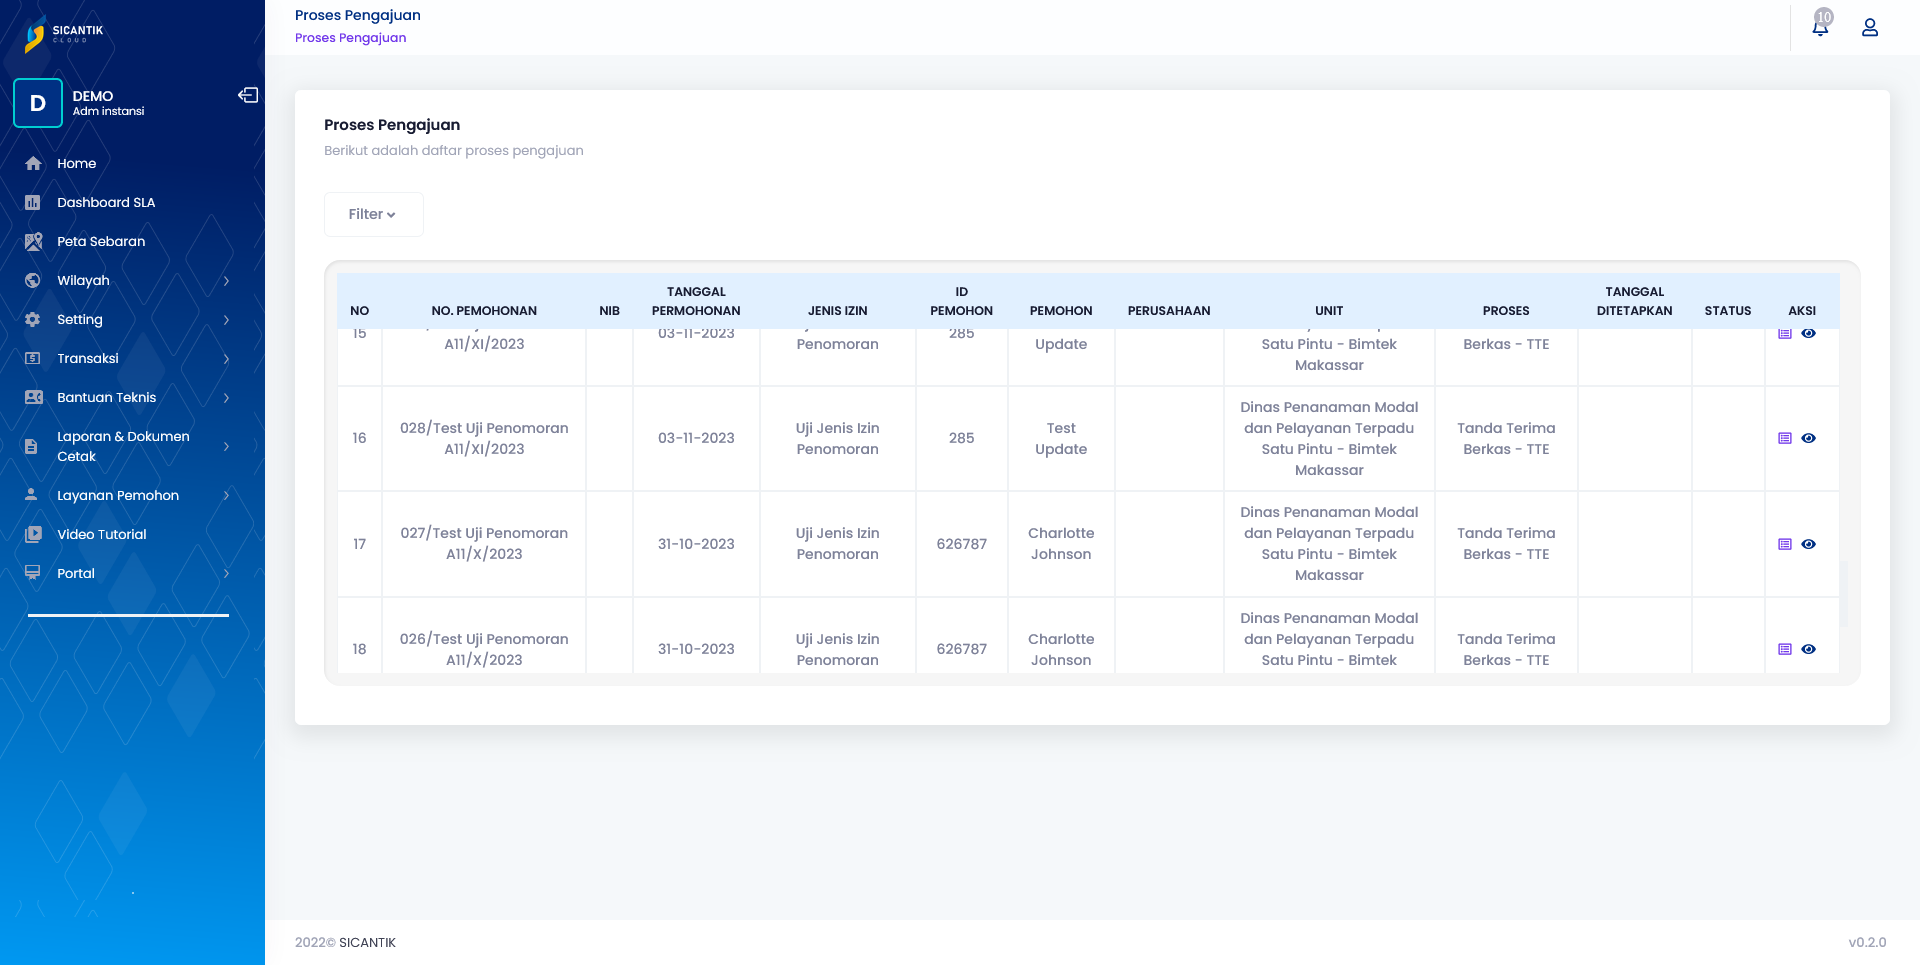 SICANTIK
CLOUD
D
DEMO
Adm instansi
Home
Dashboard SLA
Peta Sebaran
Wilayah
Setting
Transaksi
Bantuan Teknis
Laporan & Dokumen
Cetak
Layanan Pemohon
Video Tutorial
Portal
Proses Pengajuan
Proses Pengajuan
10
Proses Pengajuan
Berikut adalah daftar proses pengajuan
Filter
NO NO. PEMOHONAN NIB TANGGAL PERMOHONAN JENIS IZIN ID PEMOHON PEMOHON PERUSAHAAN UNIT PROSES TANGGAL DITETAPKAN STATUS AKSI
15 A11/XI/2023 03-11-2023 Penomoran 285 Update Satu Pintu - Bimtek Makassar Berkas - TTE
16 028/Test Uji Penomoran A11/XI/2023 03-11-2023 Uji Jenis Izin Penomoran 285 Test Update Dinas Penanaman Modal dan Pelayanan Terpadu Satu Pintu - Bimtek Makassar Tanda Terima Berkas - TTE
17 027/Test Uji Penomoran A11/X/2023 31-10-2023 Uji Jenis Izin Penomoran 626787 Charlotte Johnson Dinas Penanaman Modal dan Pelayanan Terpadu Satu Pintu - Bimtek Makassar Tanda Terima Berkas - TTE
18 026/Test Uji Penomoran A11/X/2023 31-10-2023 Uji Jenis Izin Penomoran 626787 Charlotte Johnson Dinas Penanaman Modal dan Pelayanan Terpadu Satu Pintu - Bimtek Tanda Terima Berkas - TTE
2022© SICANTIK
v0.2.0